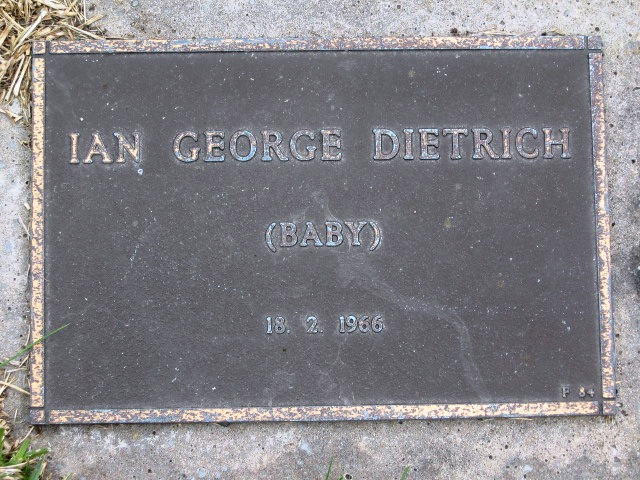 IAN GEORGE DIETRICH
(BABY)
18. 2. 1966
F 84